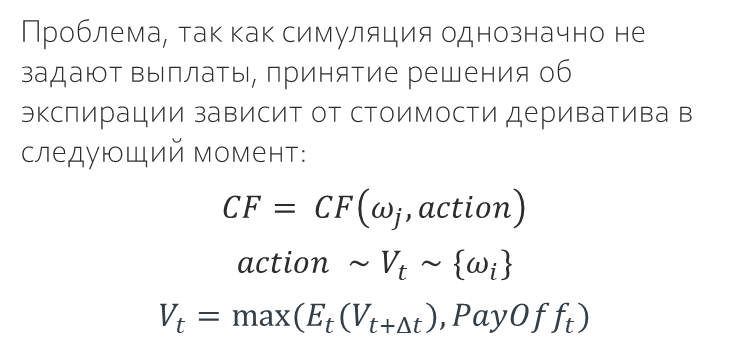 Проблема, так как симуляция однозначно не
задают выплаты, принятие решения об
экспирации зависит от стоимости дериватива в
следующий момент:
CF = CF(ω_j, action)
action ~ V_t ~ {ω_i}
V_t = max(E_t(V_{t+Δt}), PayOff_t)